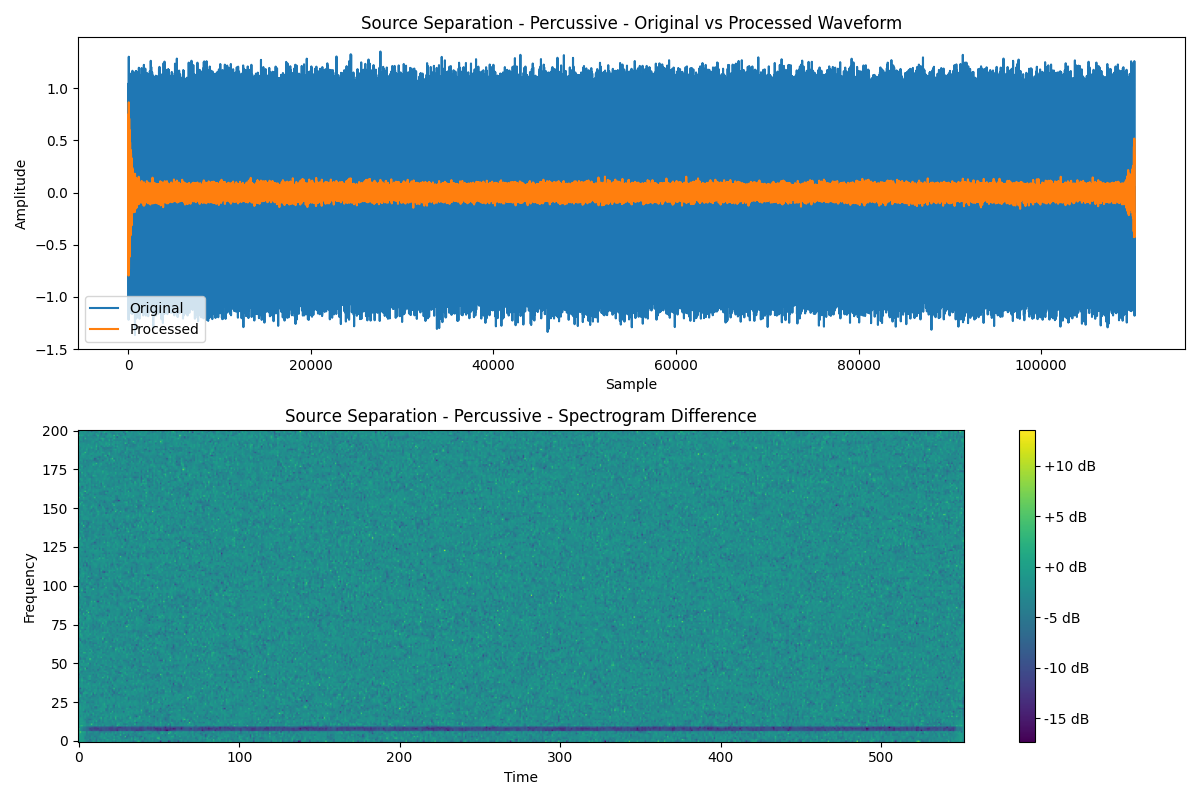 Source Separation - Percussive - Original vs Processed Waveform
1.0
0.5
0.0
−0.5
−1.0
−1.5
Amplitude
Original
Processed
0 20000 40000 60000 80000 100000
Sample
Source Separation - Percussive - Spectrogram Difference
200
175
150
125
100
75
50
25
0
Frequency
0 100 200 300 400 500
Time
+10 dB
+5 dB
+0 dB
-5 dB
-10 dB
-15 dB